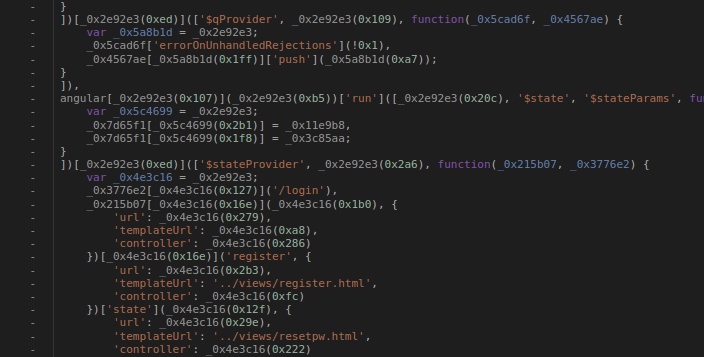 - }
- ])[_0x2e92e3(0xed)](['$qProvider', _0x2e92e3(0x109), function(_0x5cad6f, _0x4567ae) {
- var _0x5a8b1d = _0x2e92e3;
- _0x5cad6f['errorOnUnhandledRejections'](!0x1),
- _0x4567ae[_0x5a8b1d(0x1ff)]['push'](_0x5a8b1d(0xa7));
- }
- ]),
- angular[_0x2e92e3(0x107)](_0x2e92e3(0xb5))['run']([_0x2e92e3(0x20c), '$state', '$stateParams', fu
- var _0x5c4699 = _0x2e92e3;
- _0x7d65f1[_0x5c4699(0x2b1)] = _0x11e9b8,
- _0x7d65f1[_0x5c4699(0x1f8)] = _0x3c85aa;
- }
- ])[_0x2e92e3(0xed)](['$stateProvider', _0x2e92e3(0x2a6), function(_0x215b07, _0x3776e2) {
- var _0x4e3c16 = _0x2e92e3;
- _0x3776e2[_0x4e3c16(0x127)]('/login'),
- _0x215b07[_0x4e3c16(0x16e)](_0x4e3c16(0x1b0), {
- 'url': _0x4e3c16(0x279),
- 'templateUrl': _0x4e3c16(0xa8),
- 'controller': _0x4e3c16(0x286)
- })[_0x4e3c16(0x16e)]('register', {
- 'url': _0x4e3c16(0x2b3),
- 'templateUrl': '../views/register.html',
- 'controller': _0x4e3c16(0xfc)
- })['state'](_0x4e3c16(0x12f), {
- 'url': _0x4e3c16(0x29e),
- 'templateUrl': '../views/resetpw.html',
- 'controller': _0x4e3c16(0x222)